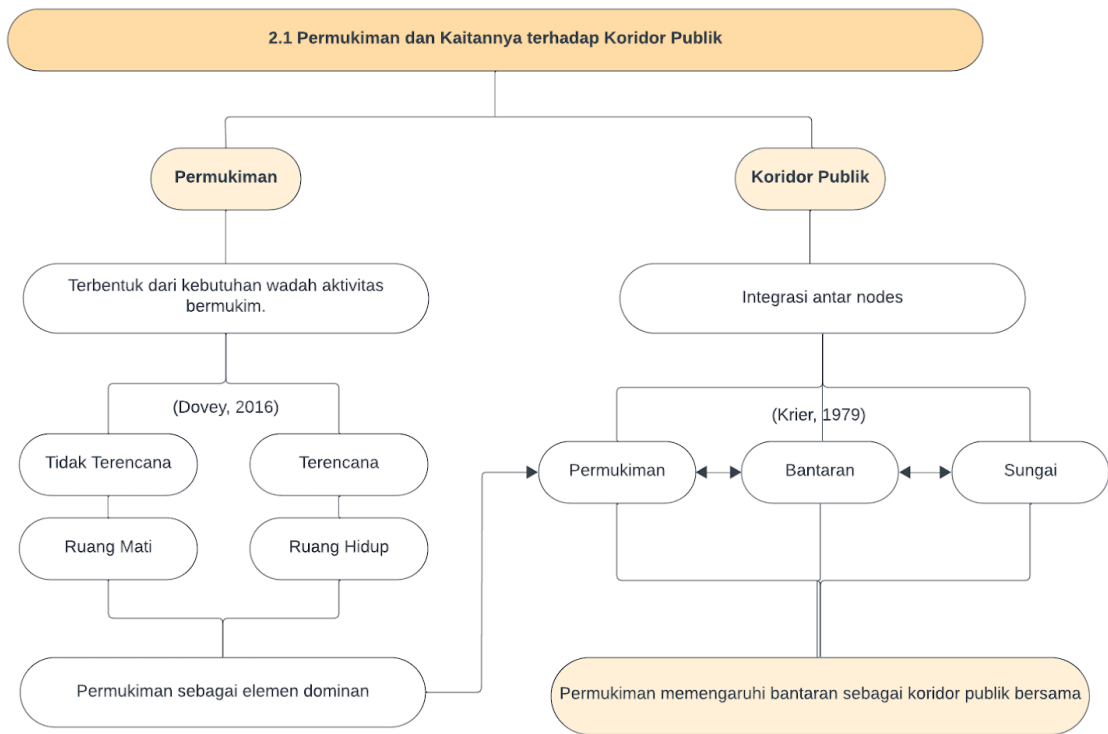 2.1 Permukiman dan Kaitannya terhadap Koridor Publik
Permukiman
Koridor Publik
Terbentuk dari kebutuhan wadah aktivitas
bermukim.
Integrasi antar nodes
(Dovey, 2016)
(Krier, 1979)
Tidak Terencana
Terencana
Permukiman
Bantaran
Sungai
Ruang Mati
Ruang Hidup
Permukiman sebagai elemen dominan
Permukiman memengaruhi bantaran sebagai koridor publik bersama